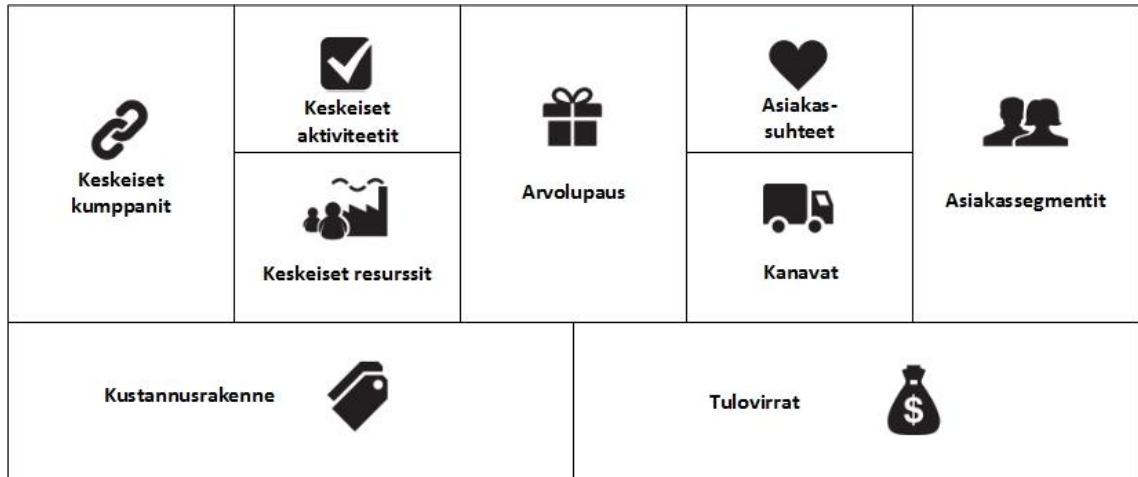 Keskeiset
kumppanit
Keskeiset
aktiviteetit
Keskeiset resurssit
Arvolupaus
Asiakas-
suhteet
Kanavat
Asiakassegmentit
Kustannusrakenne
Tulovirrat
$